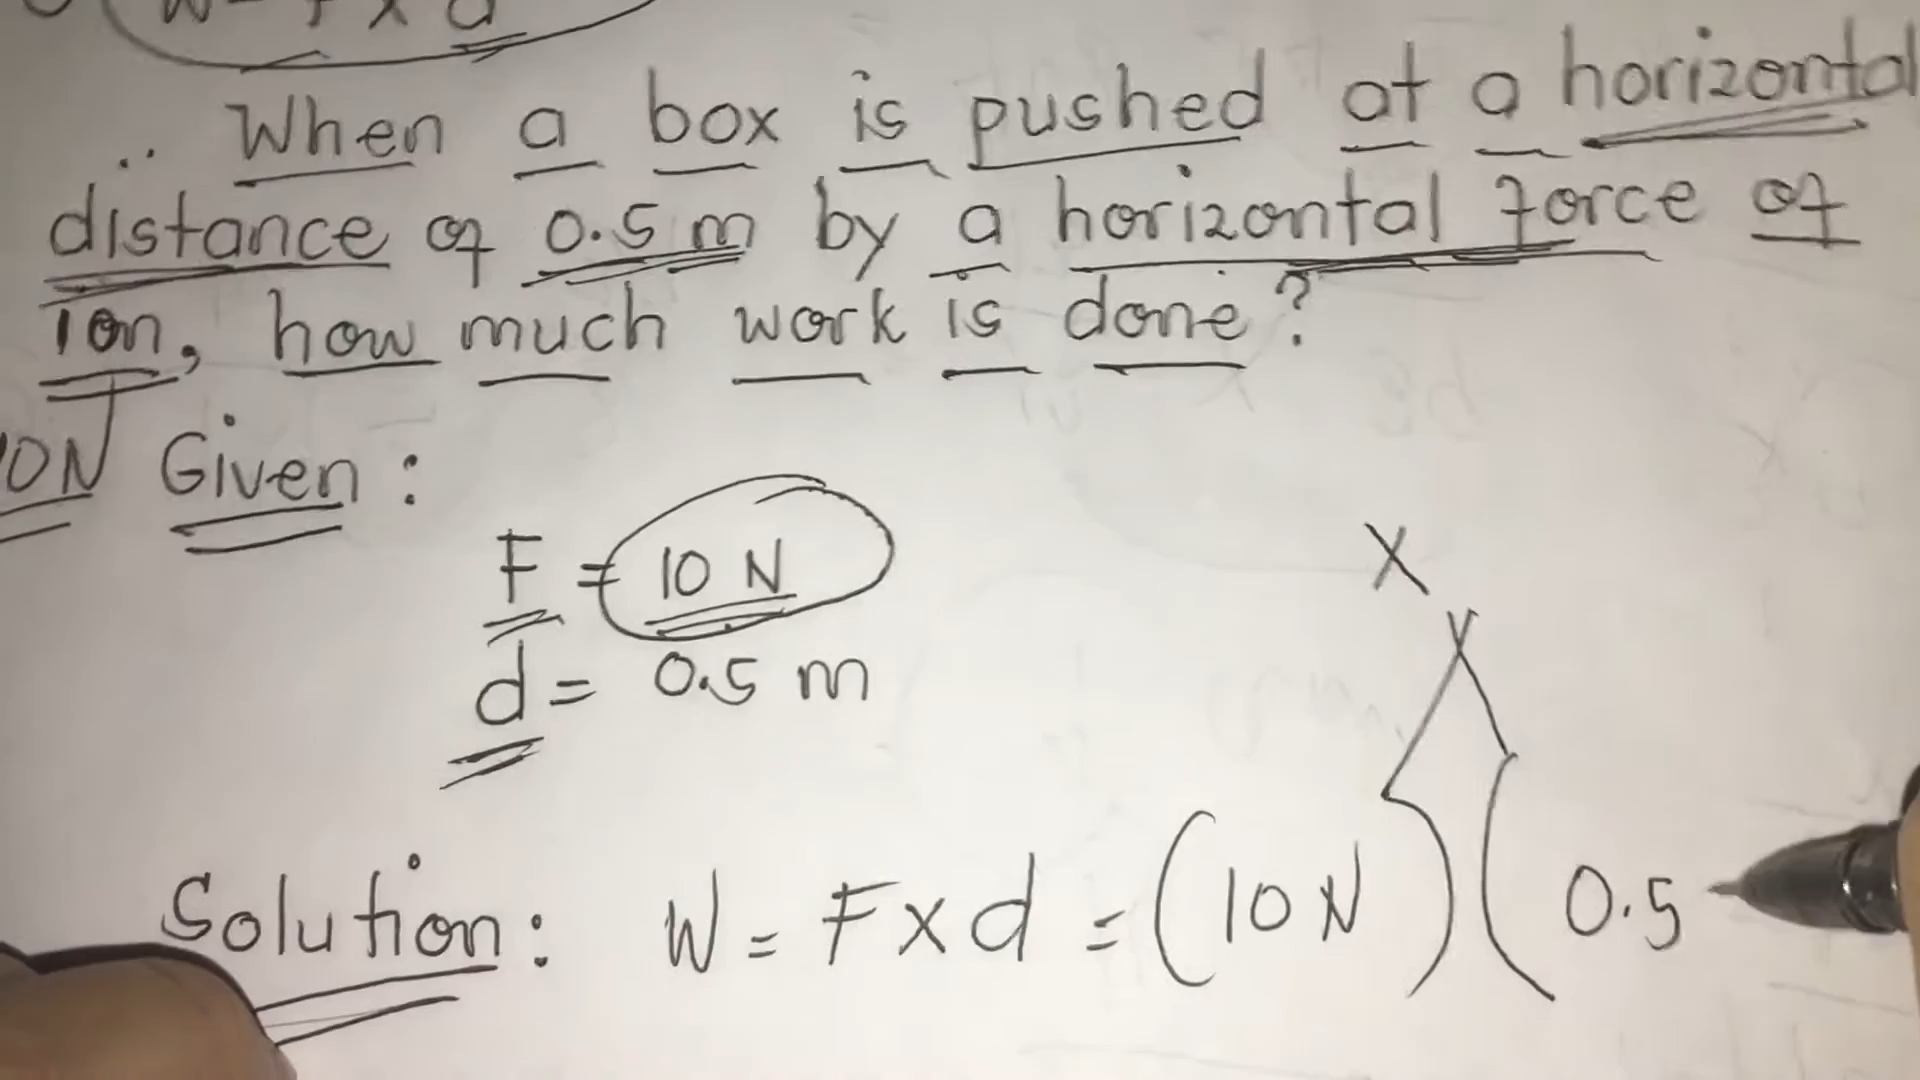 W = F x d
When a box is pushed at a horizontal
distance of 0.5 m by a horizontal force of
10n, how much work is done?
10N Given:
F = 10 N
d = 0.5 m
X
Solution: W = F x d = (10 N) (0.5